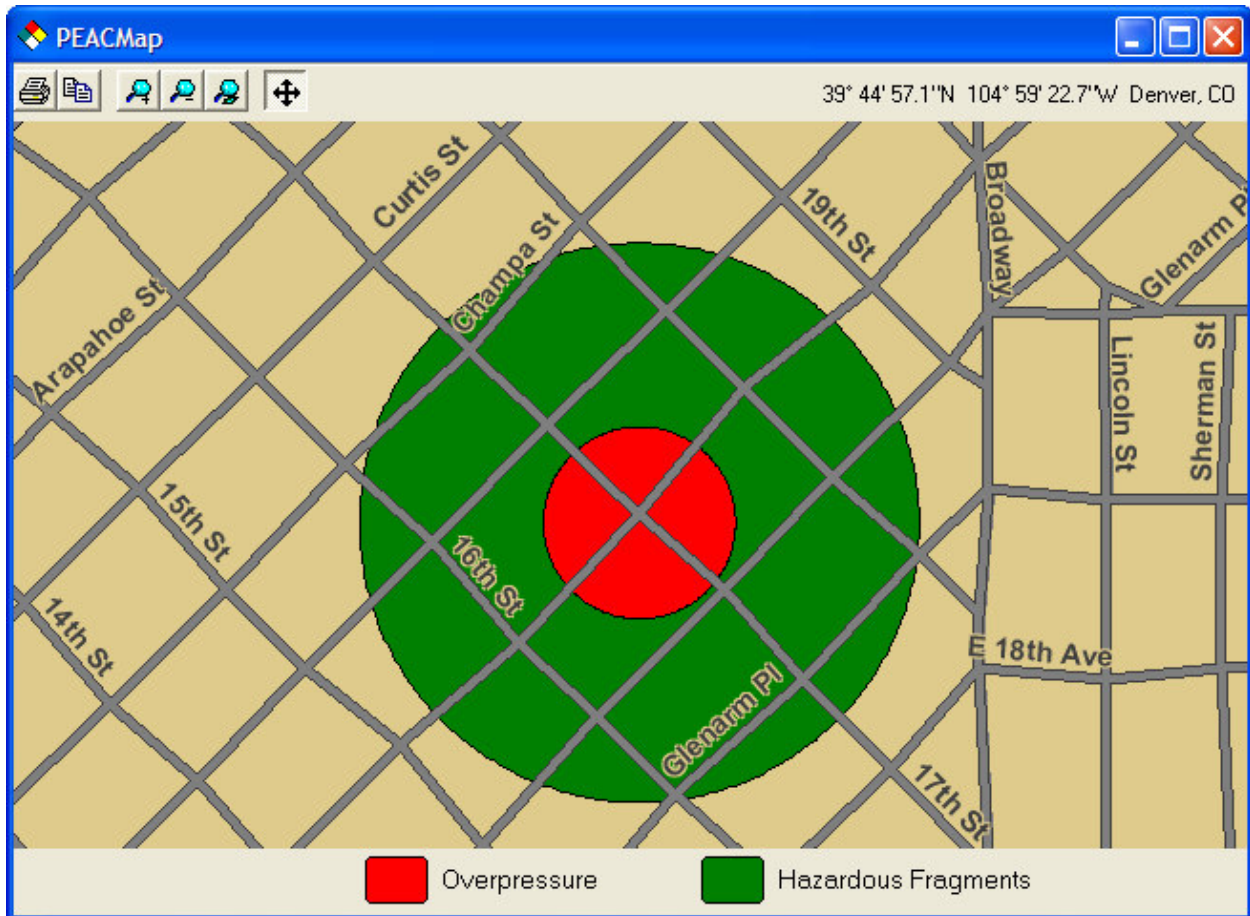 PEACMap
39° 44' 57.1"N 104° 59' 22.7"W Denver, CO
Curtis St
Champa St
19th St
Broadway
Glenarm Pl
Arapahoe St
Lincoln St
Sherman St
15th St
16th St
14th St
E 18th Ave
Glenarm Pl
17th St
Overpressure
Hazardous Fragments